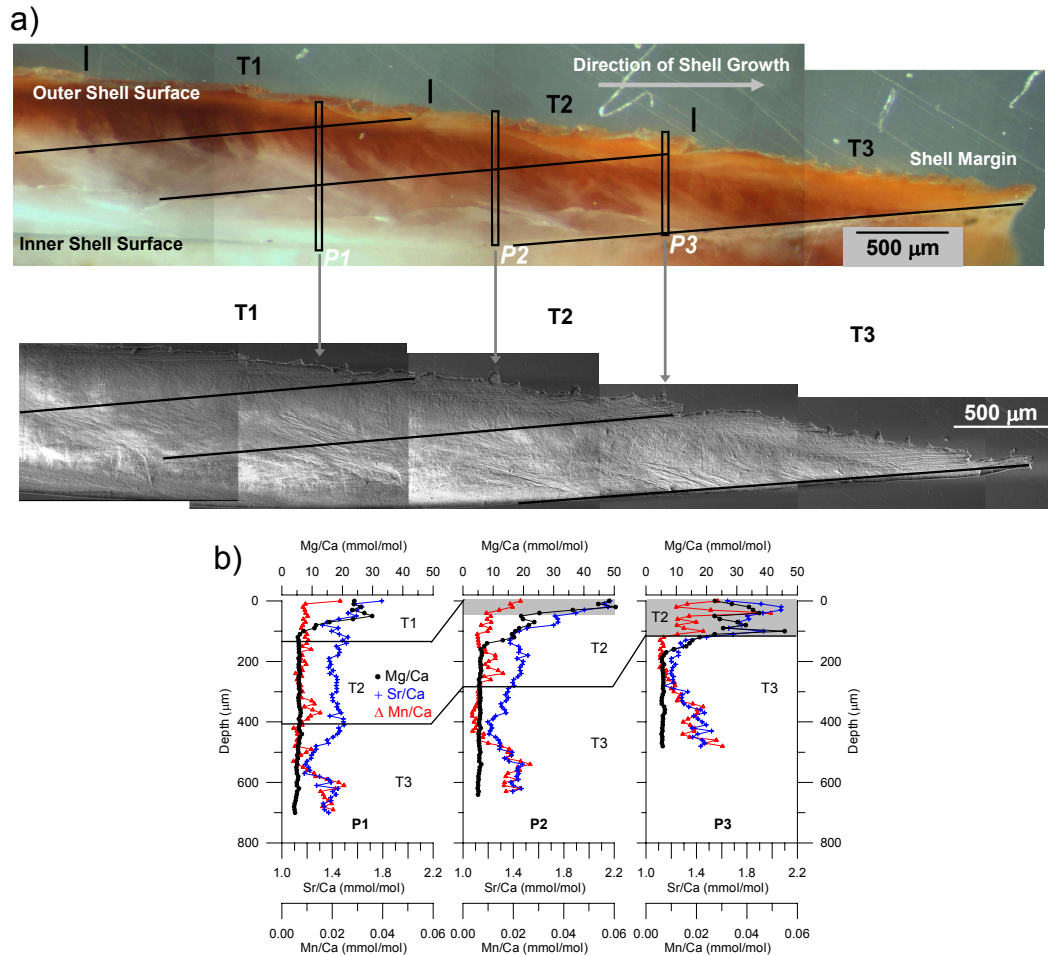 a)
I T1 I Direction of Shell Growth
Outer Shell Surface
T2
I
T3
Shell Margin
Inner Shell Surface
P1 P2 P3
500 μm
T1 T2 T3
500 μm
b)
Mg/Ca (mmol/mol) Mg/Ca (mmol/mol) Mg/Ca (mmol/mol)
0 10 20 30 40 50 0 10 20 30 40 50 0 10 20 30 40 50
0 0
T1
T2
T2
200 200
T2
T3
Mg/Ca
Sr/Ca
Mn/Ca
400 400
Depth (μm) Depth (μm)
T3
T3
600 600
P1 P2 P3
800 800
1.0 1.4 1.8 2.2 1.0 1.4 1.8 2.2 1.0 1.4 1.8 2.2
Sr/Ca (mmol/mol) Sr/Ca (mmol/mol) Sr/Ca (mmol/mol)
0.00 0.02 0.04 0.06 0.00 0.02 0.04 0.06 0.00 0.02 0.04 0.06
Mn/Ca (mmol/mol) Mn/Ca (mmol/mol) Mn/Ca (mmol/mol)